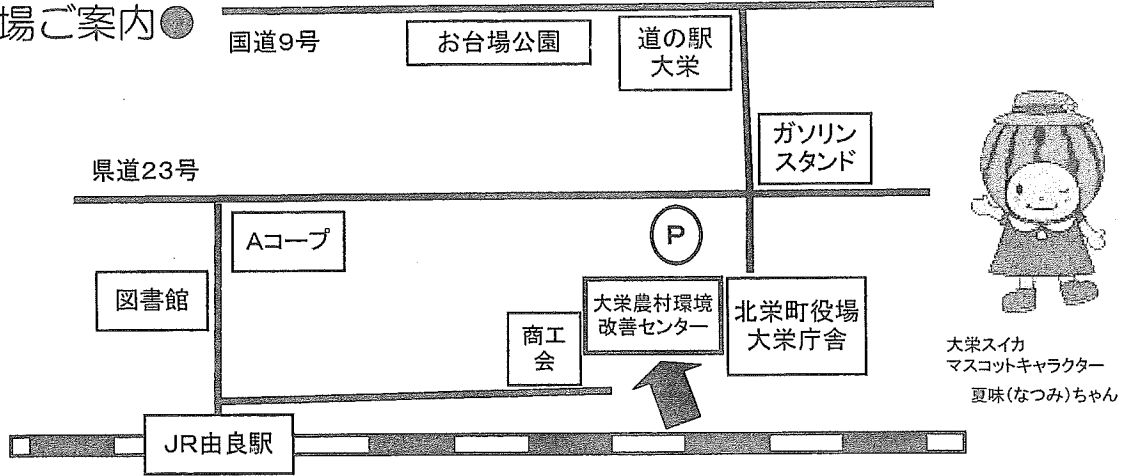 場ご案内●
国道9号
お台場公園
道の駅
大栄
ガソリン
スタンド
県道23号
Aコープ
P
図書館
大栄農村環境
改善センター
北栄町役場
大栄庁舎
商工
会
大栄スイカ
マスコットキャラクター
夏味(なつみ)ちゃん
JR由良駅